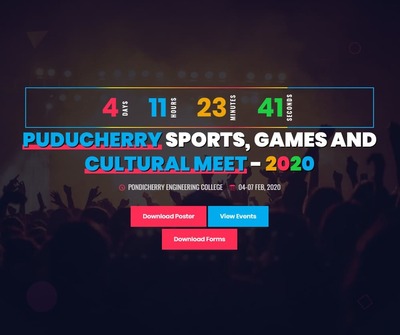 4 DAYS 11 HOURS 23 MINUTES 41 SECONDS
PUDUCHERRY SPORTS, GAMES AND
CULTURAL MEET - 2020
PONDICHERRY ENGINEERING COLLEGE 04-07 FEB, 2020
Download Poster View Events
Download Forms